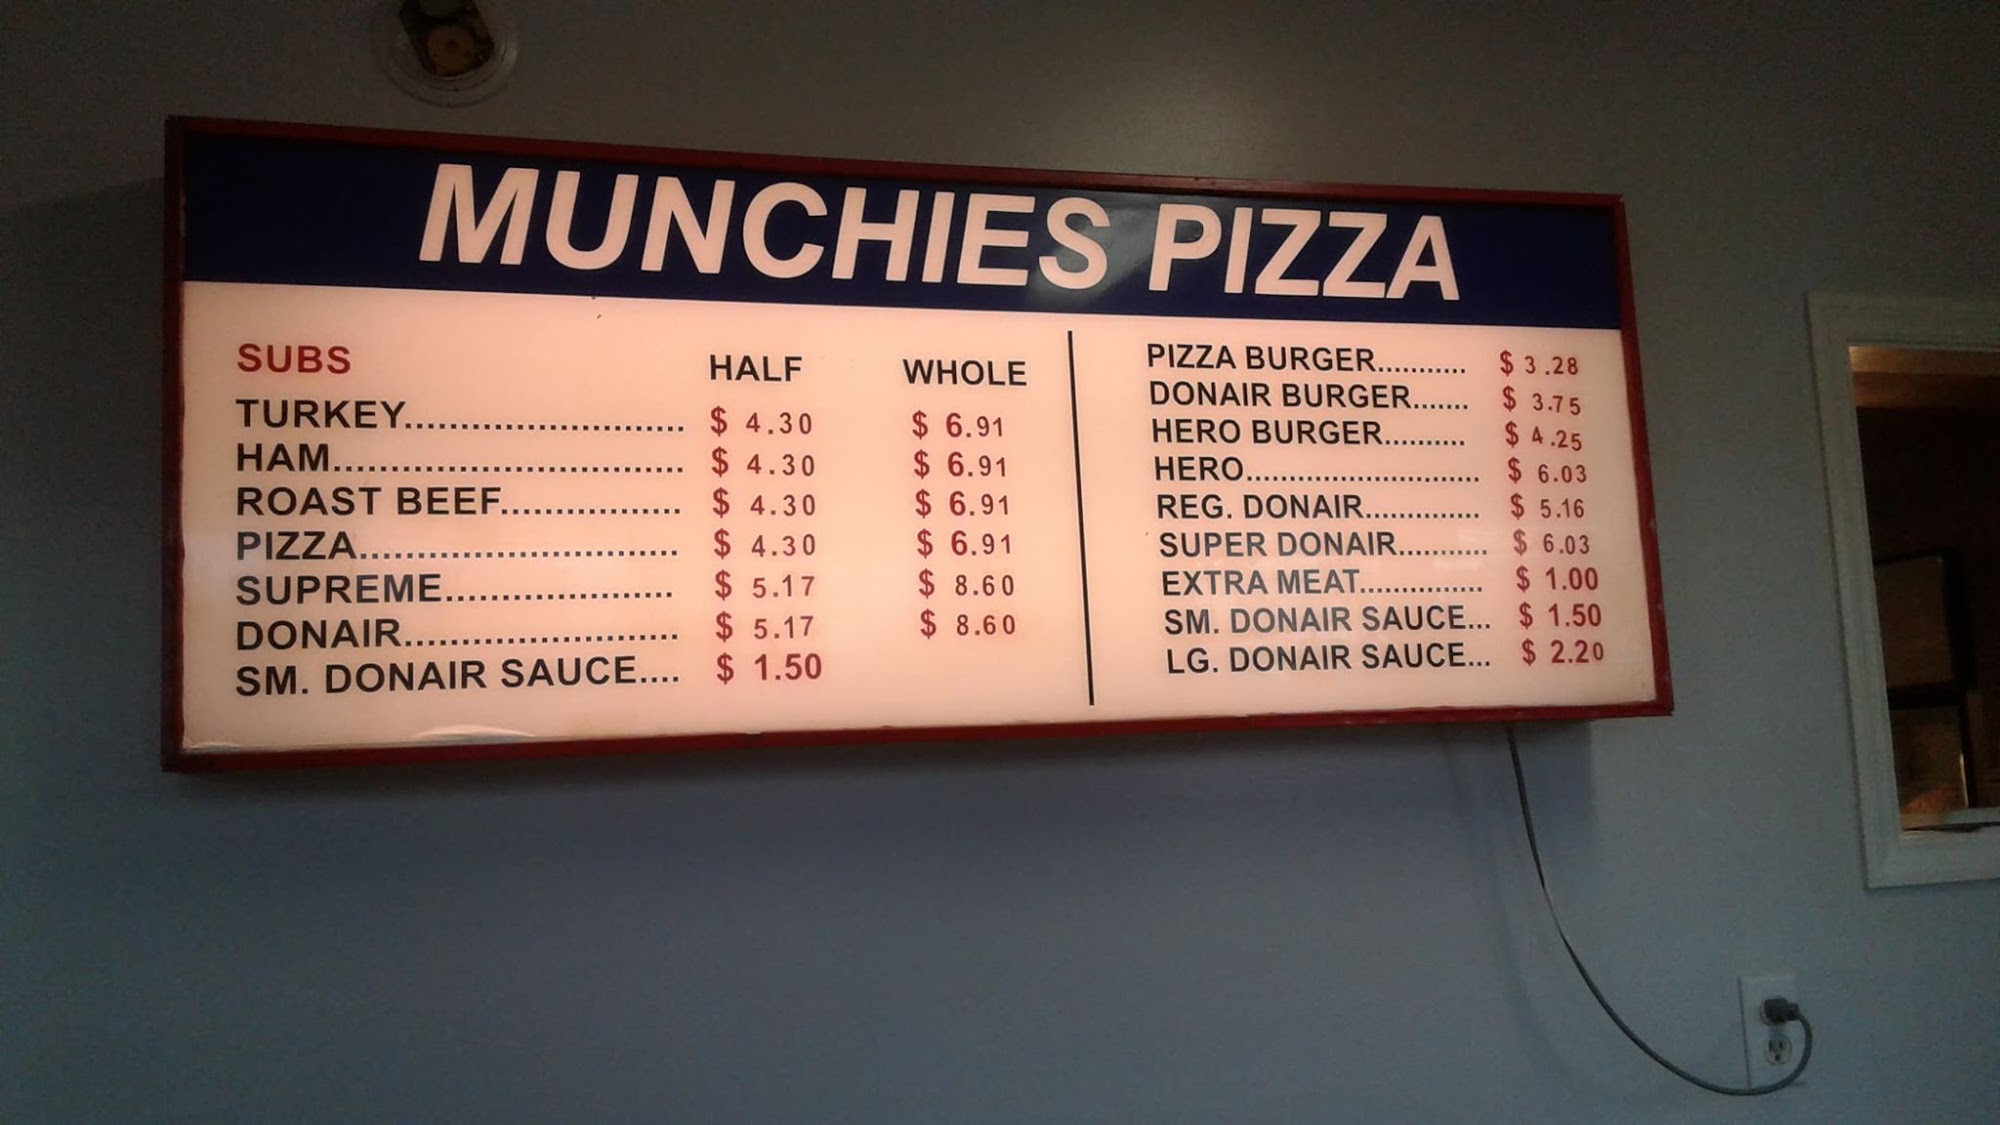 MUNCHIES PIZZA
SUBS HALF WHOLE
TURKEY.......................... $ 4.30 $ 6.91
HAM................................. $ 4.30 $ 6.91
ROAST BEEF................. $ 4.30 $ 6.91
PIZZA.............................. $ 4.30 $ 6.91
SUPREME..................... $ 5.17 $ 8.60
DONAIR.......................... $ 5.17 $ 8.60
SM. DONAIR SAUCE.... $ 1.50
PIZZA BURGER........... $ 3.28
DONAIR BURGER....... $ 3.75
HERO BURGER.......... $ 4.25
HERO............................ $ 6.03
REG. DONAIR.............. $ 5.16
SUPER DONAIR........... $ 6.03
EXTRA MEAT............... $ 1.00
SM. DONAIR SAUCE... $ 1.50
LG. DONAIR SAUCE... $ 2.20